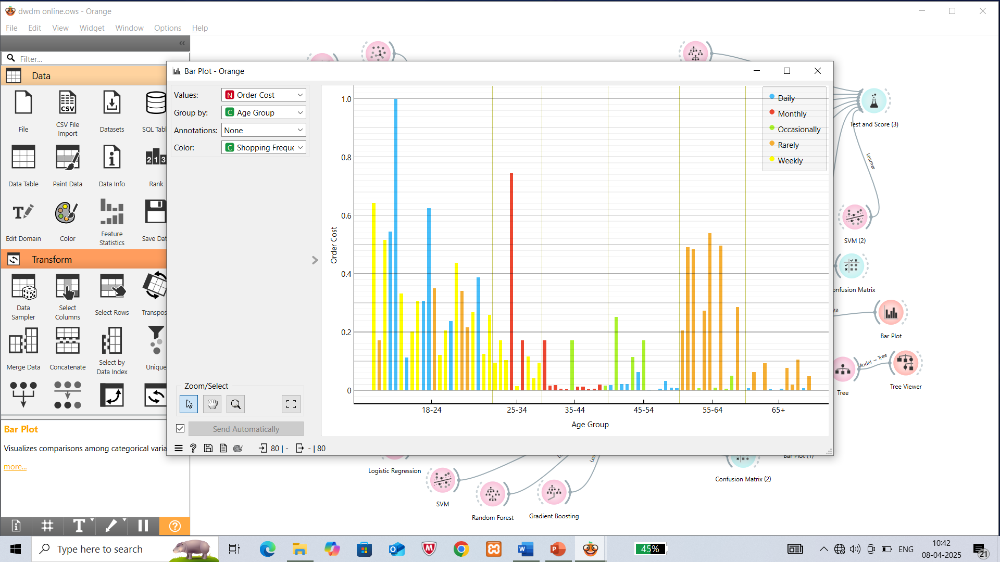 dwdm online.ows - Orange
File Edit View Widget Window Options Help
Filter...
Data
File
CSV File Import
Datasets
SQL Tabl
Data Table
Paint Data
Data Info
Rank
Edit Domain
Color
Feature Statistics
Save Dat
Transform
Data Sampler
Select Columns
Select Rows
Transpos
Merge Data
Concatenate
Select by Data Index
Unique
Bar Plot
Visualizes comparisons among categorical varia
more...
Bar Plot - Orange
Values: N Order Cost
Group by: C Age Group
Annotations: None
Color: C Shopping Freque
Zoom/Select
Send Automatically
80 | - - | 80
Order Cost
1.0
0.8
0.6
0.4
0.2
0
18-24 25-34 35-44 45-54 55-64 65+
Age Group
Daily
Monthly
Occasionally
Rarely
Weekly
Test and Score (3)
Learner
SVM (2)
onfusion Matrix
ta
Bar Plot
Model → Tree
Tree
Tree Viewer
Bar Plot (1)
Confusion Matrix (2)
Logistic Regression
SVM
Random Forest
Gradient Boosting
Lea
Type here to search
45%
ENG
10:42
08-04-2025
21